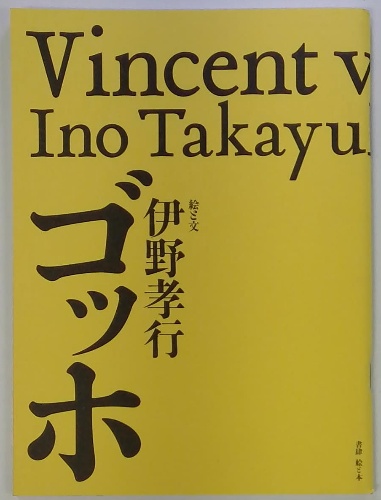 Vincent v
Ino Takayu
ゴッホ
絵と文
伊野孝行
書肆 絵と本